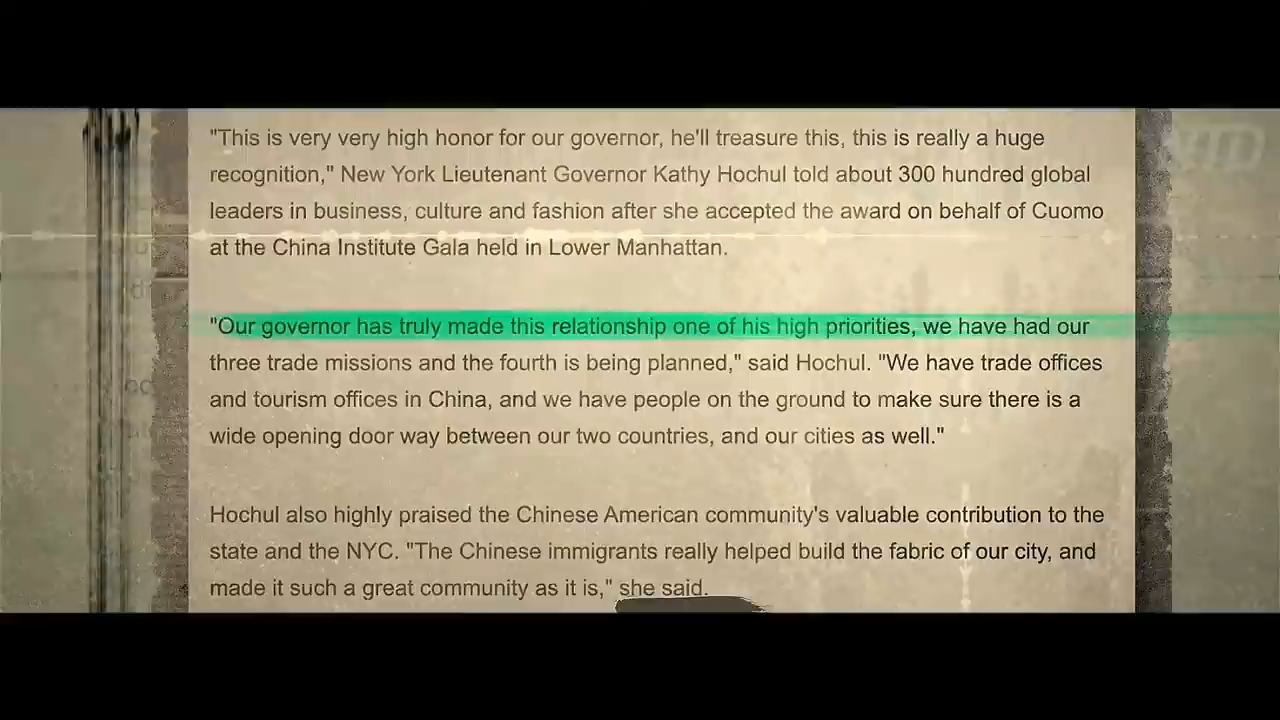 "This is very very high honor for our governor, he'll treasure this, this is really a huge
recognition," New York Lieutenant Governor Kathy Hochul told about 300 hundred global
leaders in business, culture and fashion after she accepted the award on behalf of Cuomo
at the China Institute Gala held in Lower Manhattan.
"Our governor has truly made this relationship one of his high priorities, we have had our
three trade missions and the fourth is being planned," said Hochul. "We have trade offices
and tourism offices in China, and we have people on the ground to make sure there is a
wide opening door way between our two countries, and our cities as well."
Hochul also highly praised the Chinese American community's valuable contribution to the
state and the NYC. "The Chinese immigrants really helped build the fabric of our city, and
made it such a great community as it is," she said.